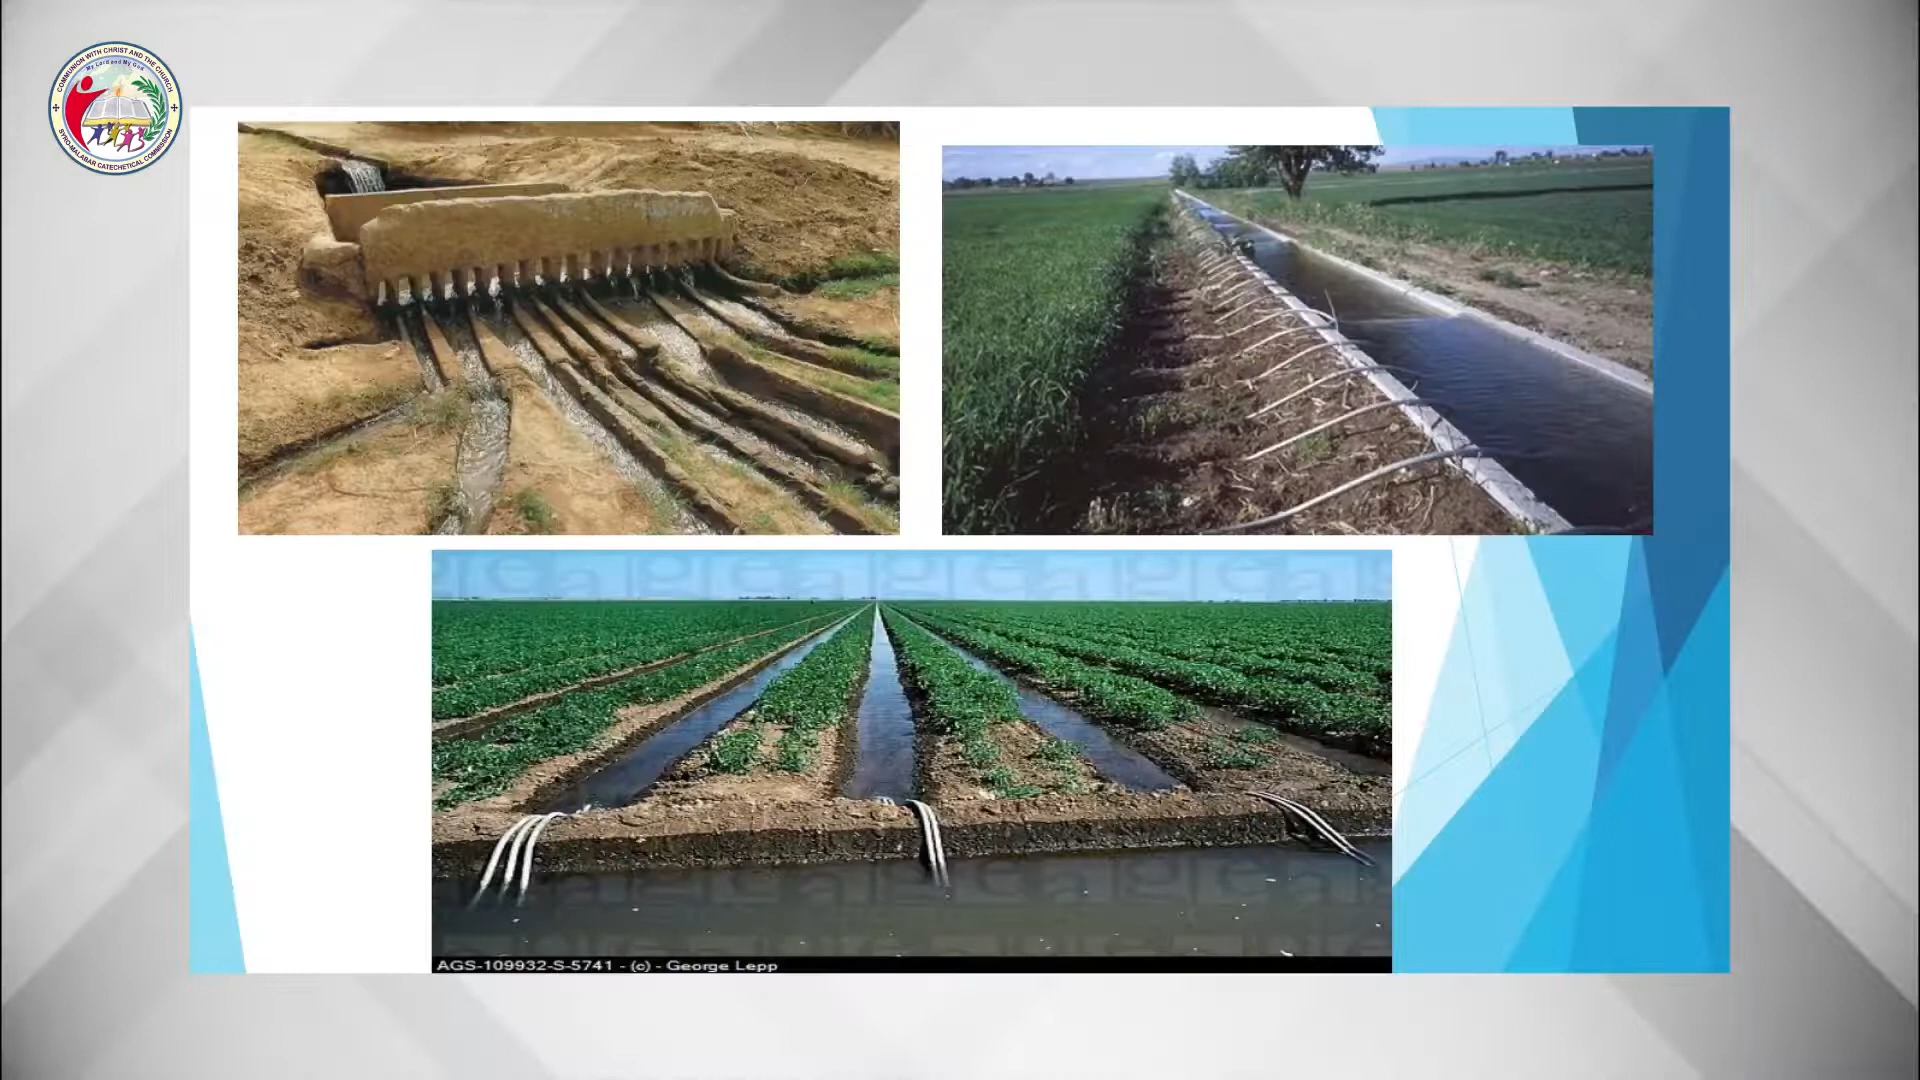 COMMUNION WITH CHRIST AND THE CHURCH
My Lord and My God
SYRO-MALABAR CATECHETICAL COMMISSION
AGS-109932-S-5741 - (c) - George Lepp